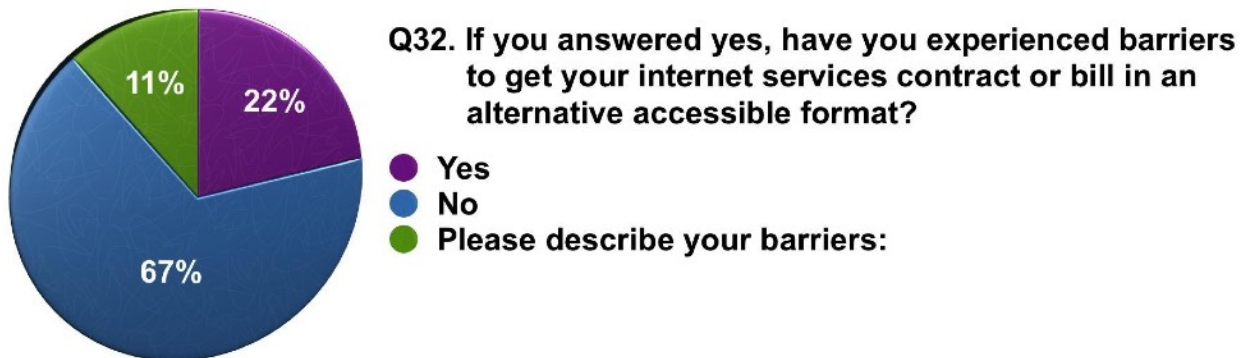 11%
22%
67%
Q32. If you answered yes, have you experienced barriers
to get your internet services contract or bill in an
alternative accessible format?
Yes
No
Please describe your barriers: